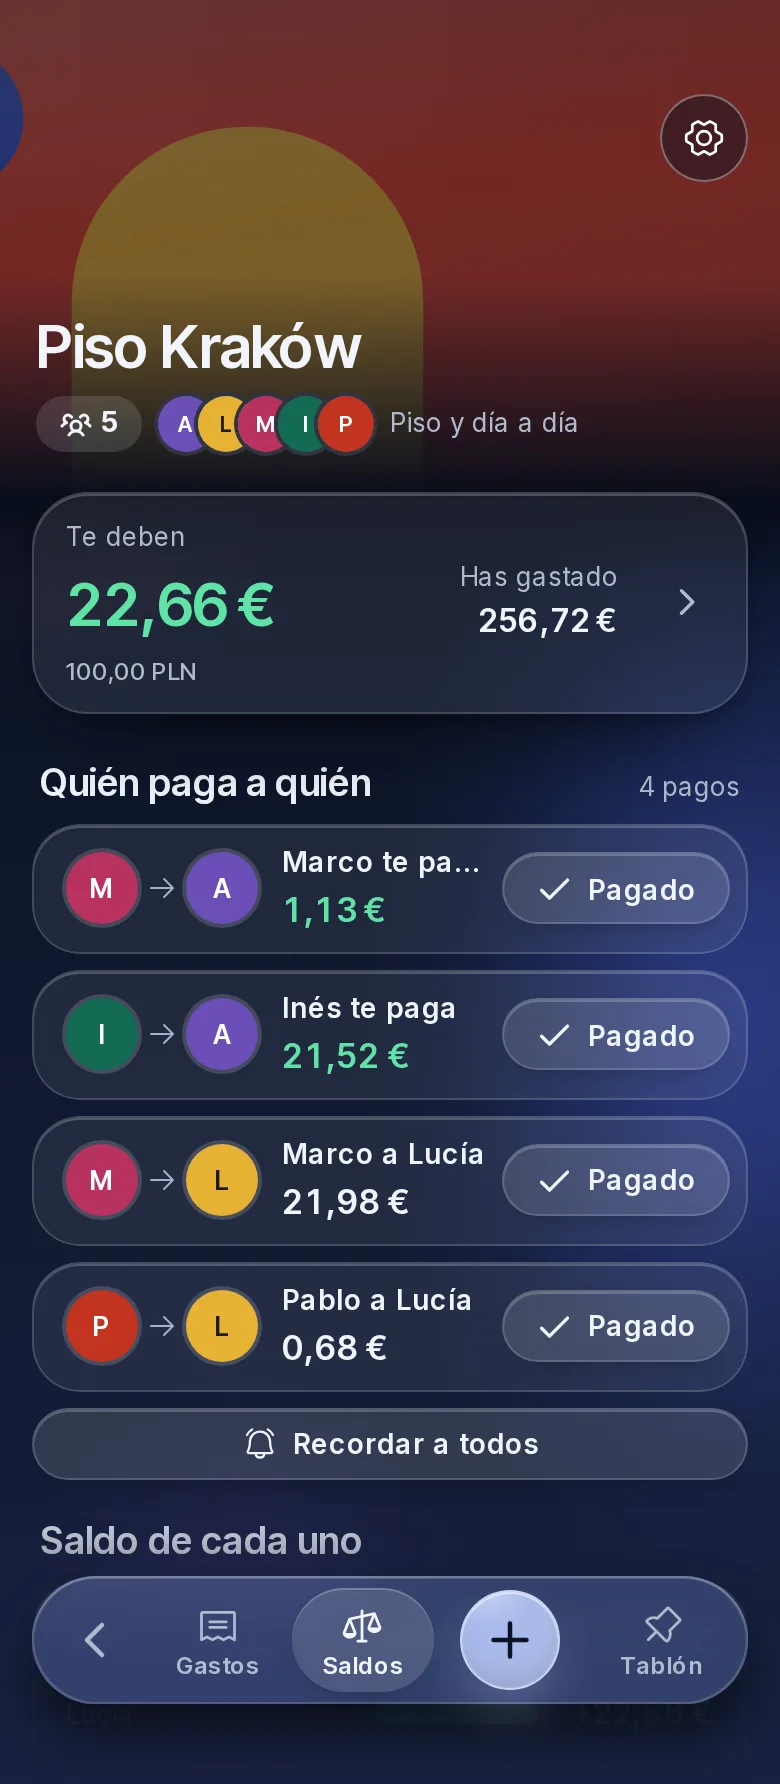 Piso Kraków
5
A L M I P Piso y día a día
Te deben
22,66 €
100,00 PLN
Has gastado
256,72 €
Quién paga a quién
4 pagos
M A Marco te pa...
1,13 €
Pagado
I A Inés te paga
21,52 €
Pagado
M L Marco a Lucía
21,98 €
Pagado
P L Pablo a Lucía
0,68 €
Pagado
Recordar a todos
Saldo de cada uno
Gastos
Saldos
Tablón
Lucía